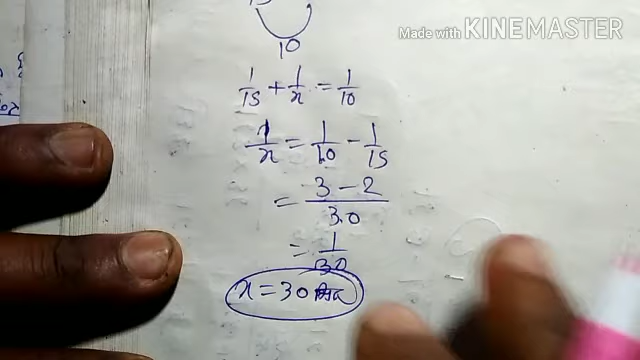 Made with KINEMASTER
10
1/15 + 1/x = 1/10
1/x = 1/10 - 1/15
= 3 - 2 / 30
= 1/30
x = 30